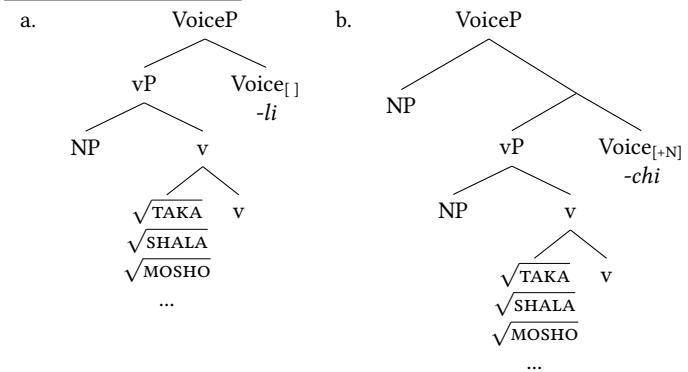 a. VoiceP
vP Voice[ ]
-li
NP v
√TAKA v
√SHALA
√MOSHO
...
b. VoiceP
NP
vP Voice[+N]
-chi
NP v
√TAKA v
√SHALA
√MOSHO
...